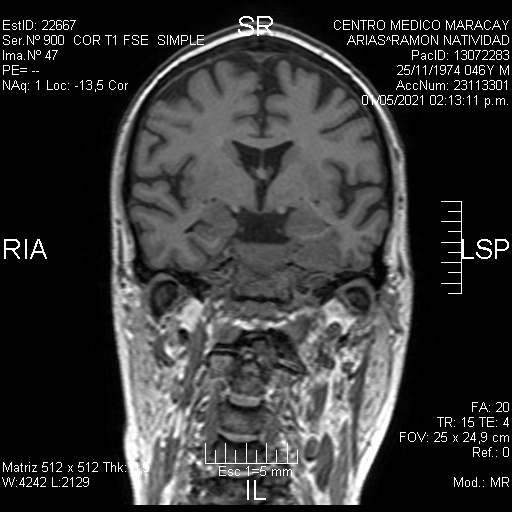 EstID: 22667
Ser.Nº 900 COR T1 FSE SIMPLE
Ima.Nº 47
PE= --
NAq: 1 Loc: -13,5 Cor
SR
CENTRO MEDICO MARACAY
ARIAS^RAMON NATIVIDAD
PacID: 13072283
25/11/1974 046Y M
AccNum: 23113301
01/05/2021 02:13:11 p.m.
RIA
LSP
FA: 20
TR: 15 TE: 4
FOV: 25 x 24,9 cm
Ref.: 0
Mod.: MR
Matriz 512 x 512 Thk:
W:4242 L:2129
Esc 1=5 mm
IL